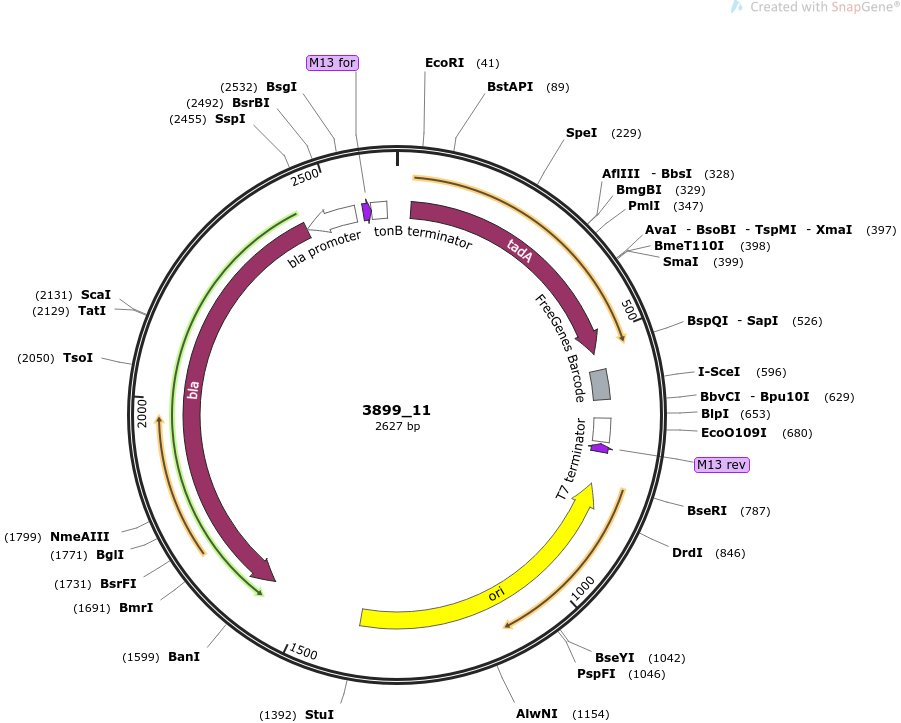 Created with SnapGene®
M13 for
EcoRI (41)
(2532) BsgI
BstAPI (89)
(2492) BsrBI
(2455) SspI
SpeI (229)
AflIII - BbsI (328)
BmgBI (329)
PmlI (347)
AvaI - BsoBI - TspMI - XmaI (397)
BmeT110I (398)
SmaI (399)
2500
bla promoter
tonB terminator
tadA
500
(2131) ScaI
(2129) TatI
BspQI - SapI (526)
FreeGenes Barcode
(2050) TsoI
I-SceI (596)
bla
BbvCI - Bpu10I (629)
2000
3899_11
2627 bp
BlpI (653)
EcoO109I (680)
T7 terminator
M13 rev
BseRI (787)
(1799) NmeAIII
(1771) BglI
DrdI (846)
(1731) BsrFI
ori
1000
(1691) BmrI
(1599) BanI
1500
BseYI (1042)
PspFI (1046)
(1392) StuI
AlwNI (1154)